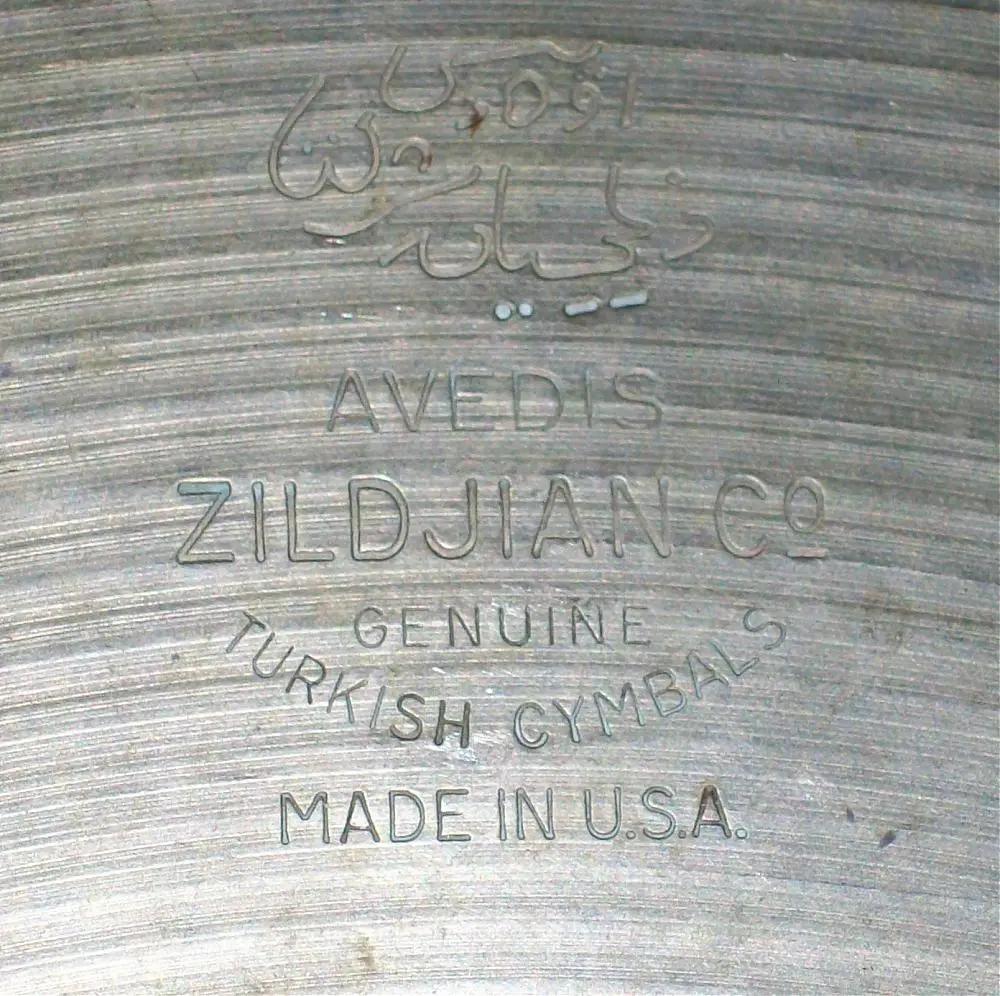 AVEDIS
ZILDJIAN Co
GENUINE
TURKISH CYMBALS
MADE IN U.S.A.